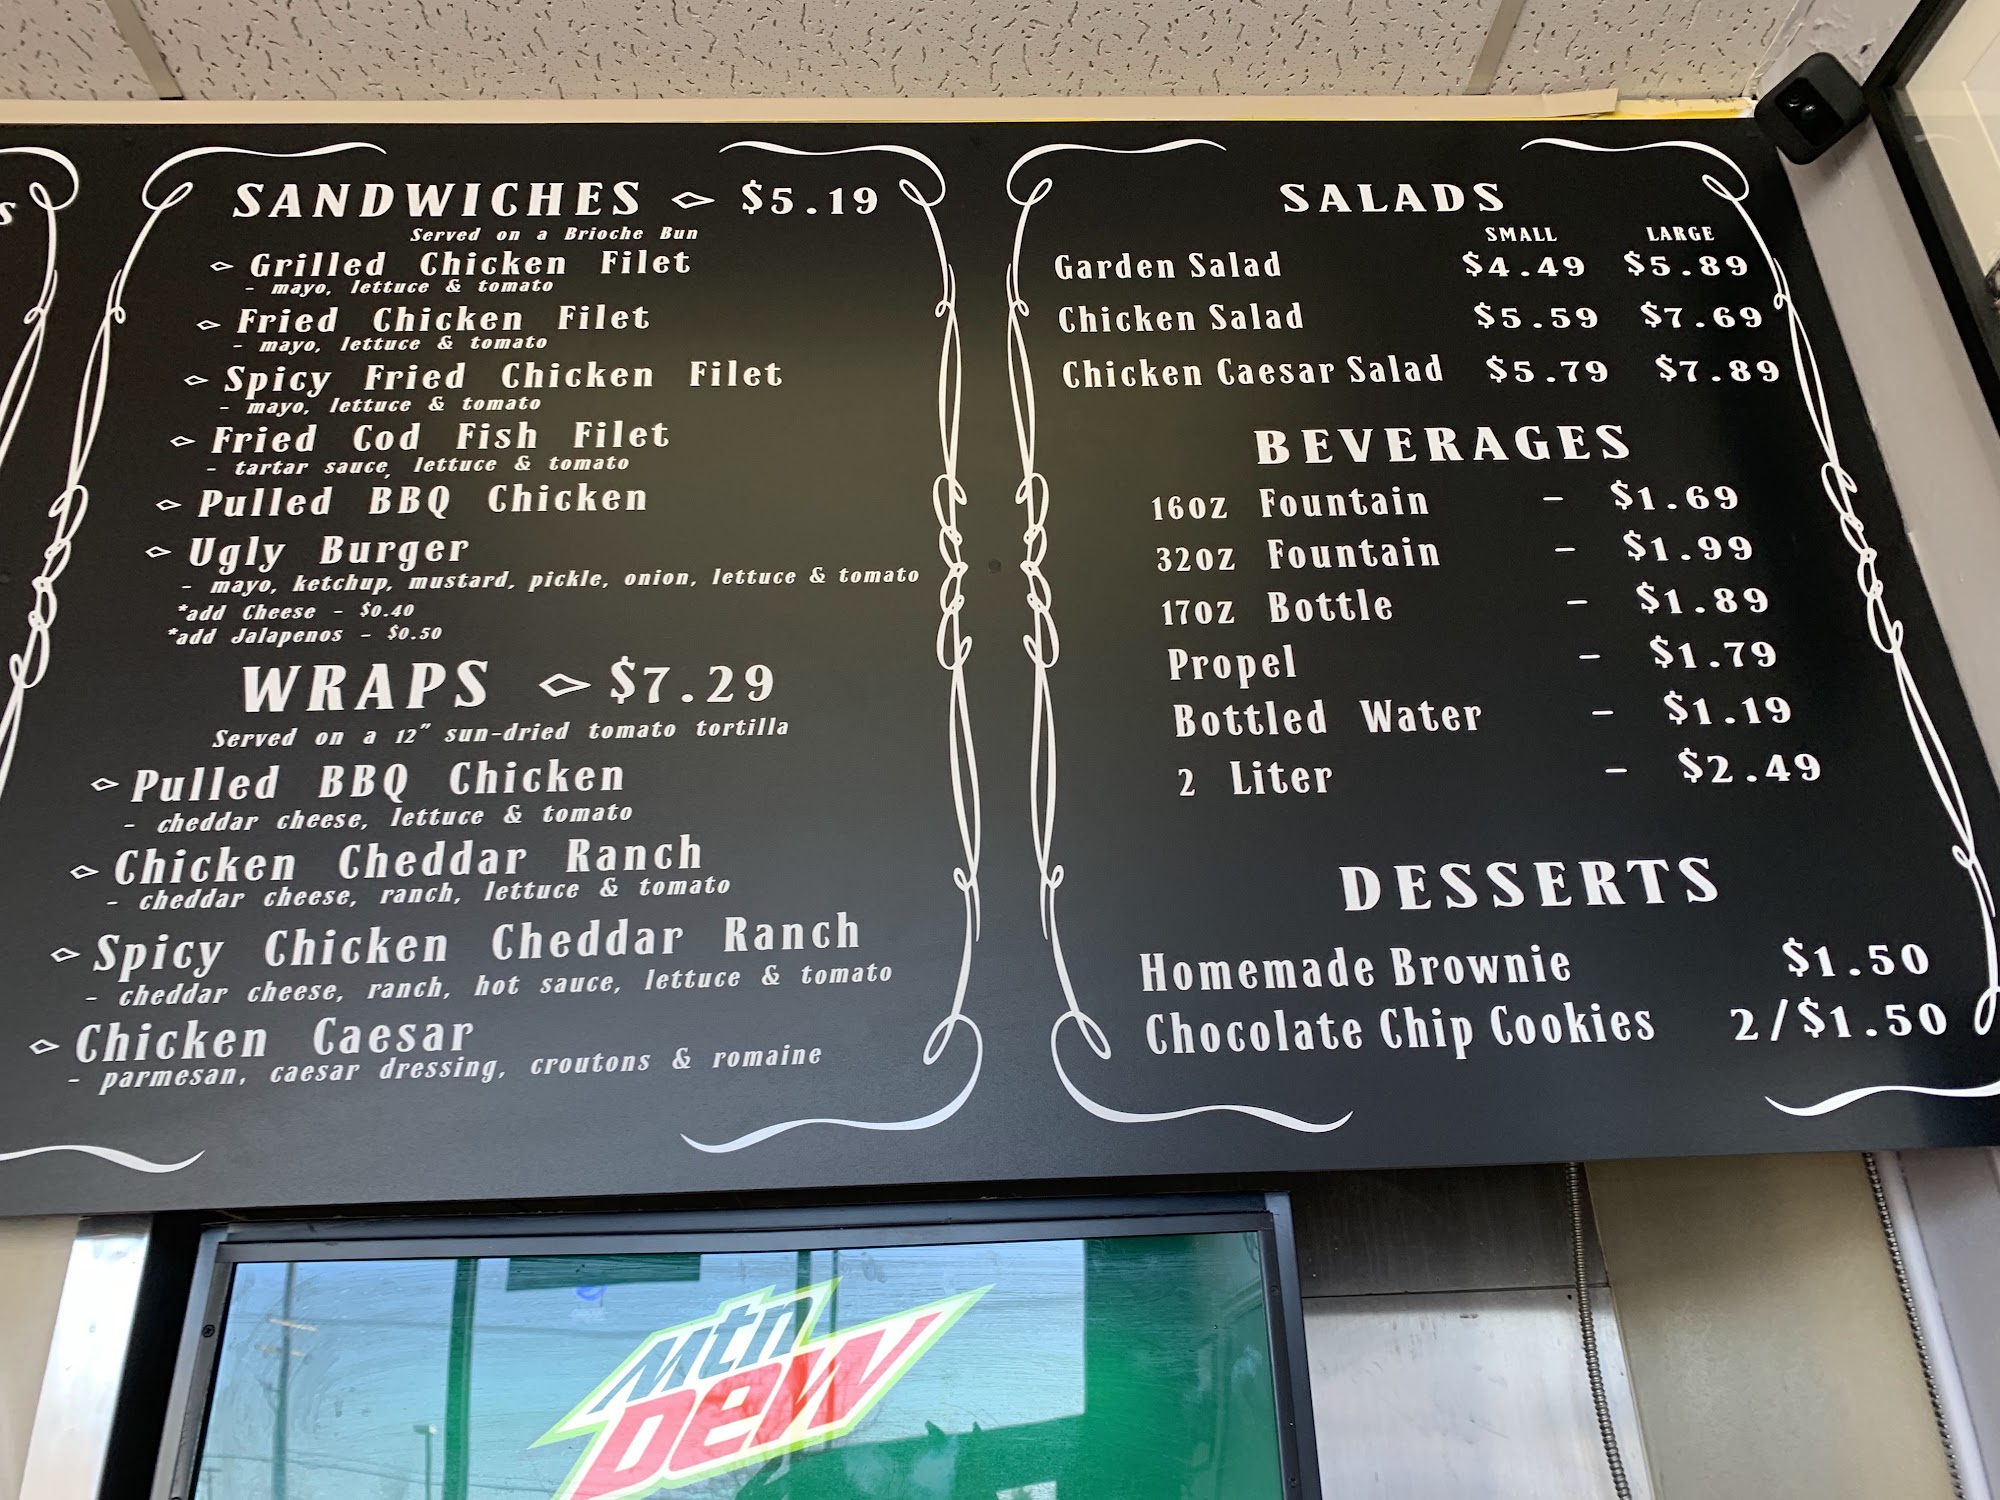 SANDWICHES $5.19
Served on a Brioche Bun
Grilled Chicken Filet
- mayo, lettuce & tomato
Fried Chicken Filet
- mayo, lettuce & tomato
Spicy Fried Chicken Filet
- mayo, lettuce & tomato
Fried Cod Fish Filet
- tartar sauce, lettuce & tomato
Pulled BBQ Chicken
Ugly Burger
- mayo, ketchup, mustard, pickle, onion, lettuce & tomato
*add Cheese - $0.40
*add Jalapenos - $0.50
WRAPS $7.29
Served on a 12" sun-dried tomato tortilla
Pulled BBQ Chicken
- cheddar cheese, lettuce & tomato
Chicken Cheddar Ranch
- cheddar cheese, ranch, lettuce & tomato
Spicy Chicken Cheddar Ranch
- cheddar cheese, ranch, hot sauce, lettuce & tomato
Chicken Caesar
- parmesan, caesar dressing, croutons & romaine
SALADS
SMALL LARGE
Garden Salad $4.49 $5.89
Chicken Salad $5.59 $7.69
Chicken Caesar Salad $5.79 $7.89
BEVERAGES
16oz Fountain - $1.69
32oz Fountain - $1.99
17oz Bottle - $1.89
Propel - $1.79
Bottled Water - $1.19
2 Liter - $2.49
DESSERTS
Homemade Brownie $1.50
Chocolate Chip Cookies 2/$1.50
Mtn
DEW